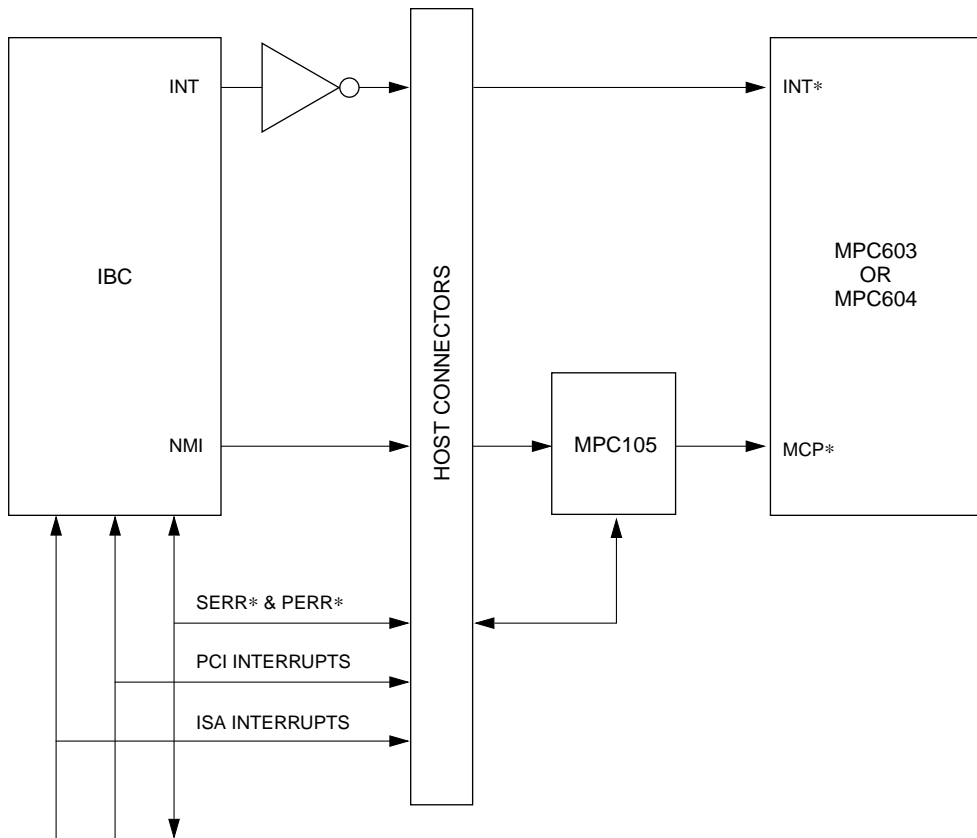 INT
INT*
IBC
HOST CONNECTORS
MPC603
OR
MPC604
NMI
MPC105
MCP*
SERR* & PERR*
PCI INTERRUPTS
ISA INTERRUPTS